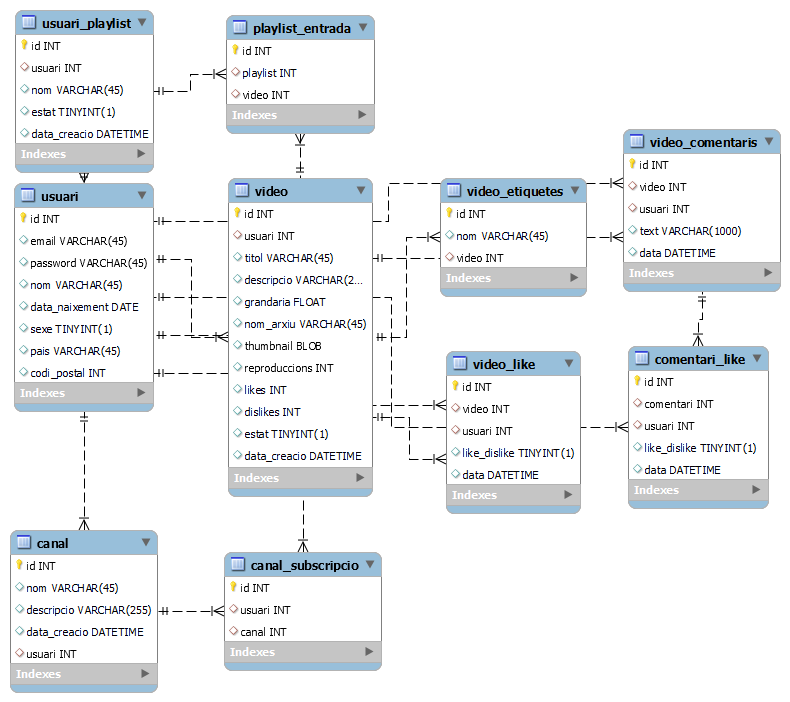 usuari_playlist
id INT
usuari INT
nom VARCHAR(45)
estat TINYINT(1)
data_creacio DATETIME
Indexes
playlist_entrada
id INT
playlist INT
video INT
Indexes
video_comentaris
id INT
video INT
usuari INT
text VARCHAR(1000)
data DATETIME
Indexes
usuari
id INT
email VARCHAR(45)
password VARCHAR(45)
nom VARCHAR(45)
data_naixement DATE
sexe TINYINT(1)
pais VARCHAR(45)
codi_postal INT
Indexes
video
id INT
usuari INT
titol VARCHAR(45)
descripcio VARCHAR(2...
grandaria FLOAT
nom_arxiu VARCHAR(45)
thumbnail BLOB
reproduccions INT
likes INT
dislikes INT
estat TINYINT(1)
data_creacio DATETIME
Indexes
video_etiquetes
id INT
nom VARCHAR(45)
video INT
Indexes
video_like
id INT
video INT
usuari INT
like_dislike TINYINT(1)
data DATETIME
Indexes
comentari_like
id INT
comentari INT
usuari INT
like_dislike TINYINT(1)
data DATETIME
Indexes
canal
id INT
nom VARCHAR(45)
descripcio VARCHAR(255)
data_creacio DATETIME
usuari INT
Indexes
canal_subscripcio
id INT
usuari INT
canal INT
Indexes